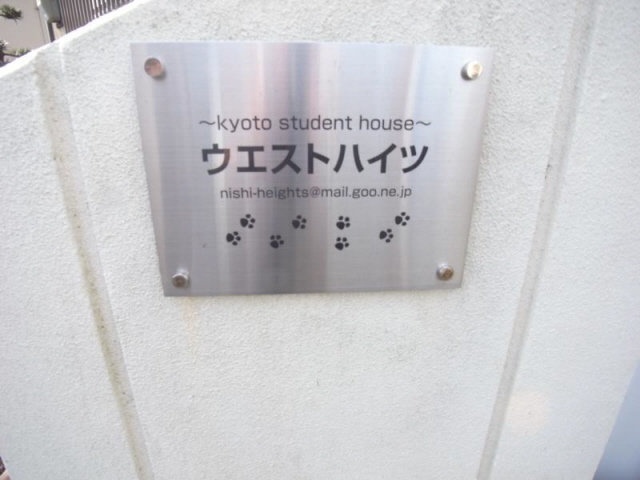 ～kyoto student house～
ウエストハイツ
nishi-heights@mail.goo.ne.jp